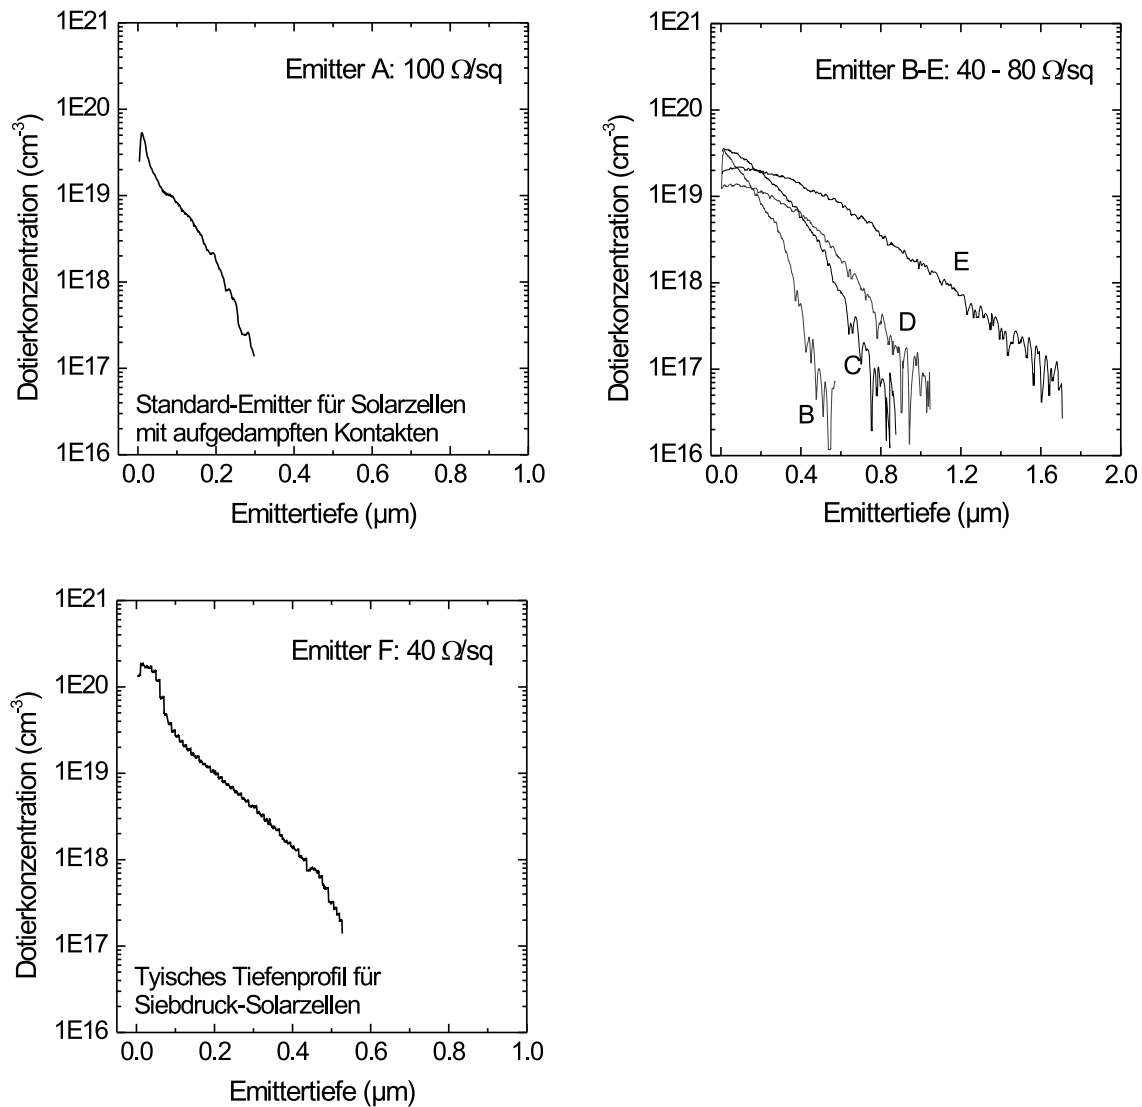 1E21
1E20
1E19
1E18
1E17
1E16
Dotierkonzentration (cm⁻³)
Emitter A: 100 Ω/sq
Standard-Emitter für Solarzellen
mit aufgedampften Kontakten
0.0 0.2 0.4 0.6 0.8 1.0
Emittertiefe (µm)
1E21
1E20
1E19
1E18
1E17
1E16
Dotierkonzentration (cm⁻³)
Emitter B-E: 40 - 80 Ω/sq
E
D
C
B
0.0 0.4 0.8 1.2 1.6 2.0
Emittertiefe (µm)
1E21
1E20
1E19
1E18
1E17
1E16
Dotierkonzentration (cm⁻³)
Emitter F: 40 Ω/sq
Tyisches Tiefenprofil für
Siebdruck-Solarzellen
0.0 0.2 0.4 0.6 0.8 1.0
Emittertiefe (µm)